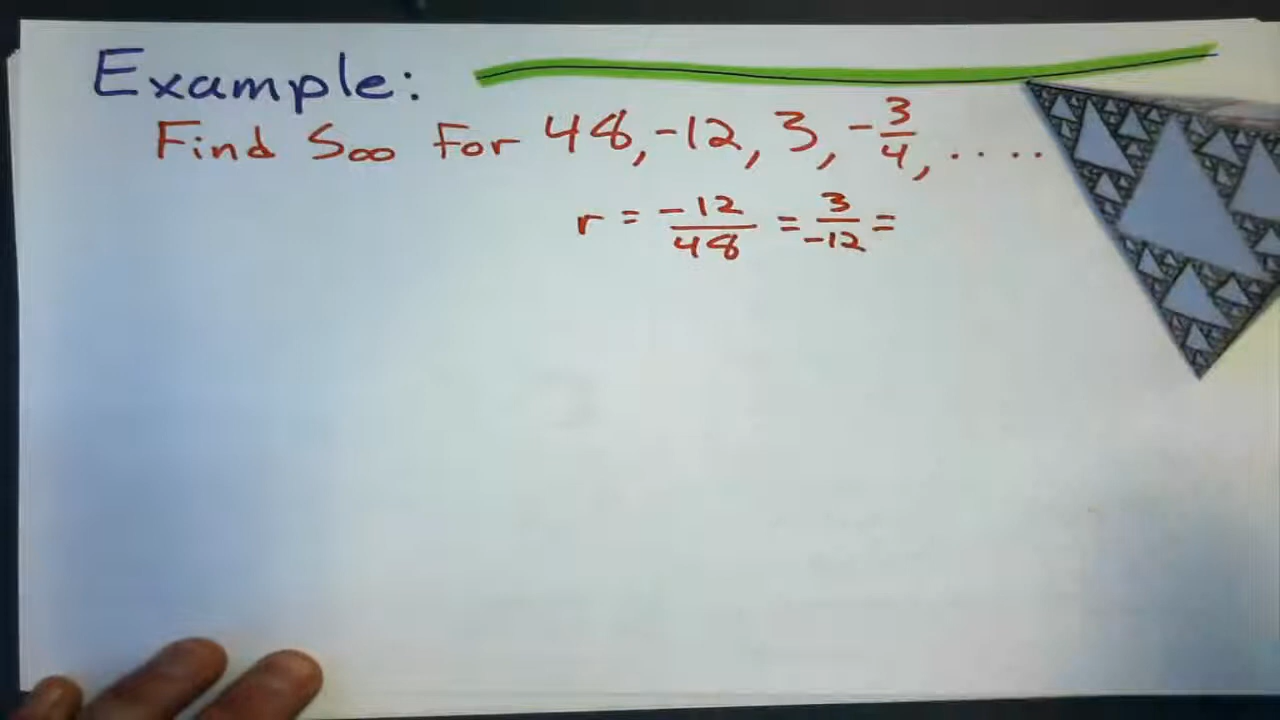 Example:
Find S∞ for 48, -12, 3, -3/4, ....
r = -12/48 = 3/-12 =